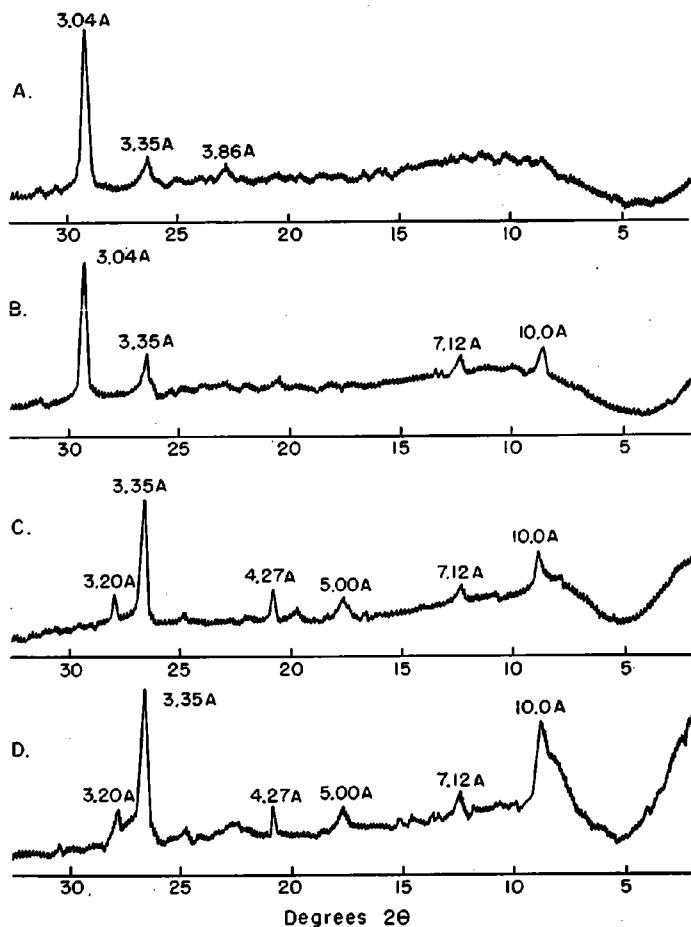 3.04A
A.
3.35A 3.86A
30 25 20 15 10 5
3.04A
B.
3.35A 7.12A 10.0A
30 25 20 15 10 5
3.35A
C.
3.20A 4.27A 5.00A 7.12A 10.0A
30 25 20 15 10 5
3.35A 10.0A
D.
3.20A 4.27A 5.00A 7.12A
30 25 20 15 10 5
Degrees 2θ